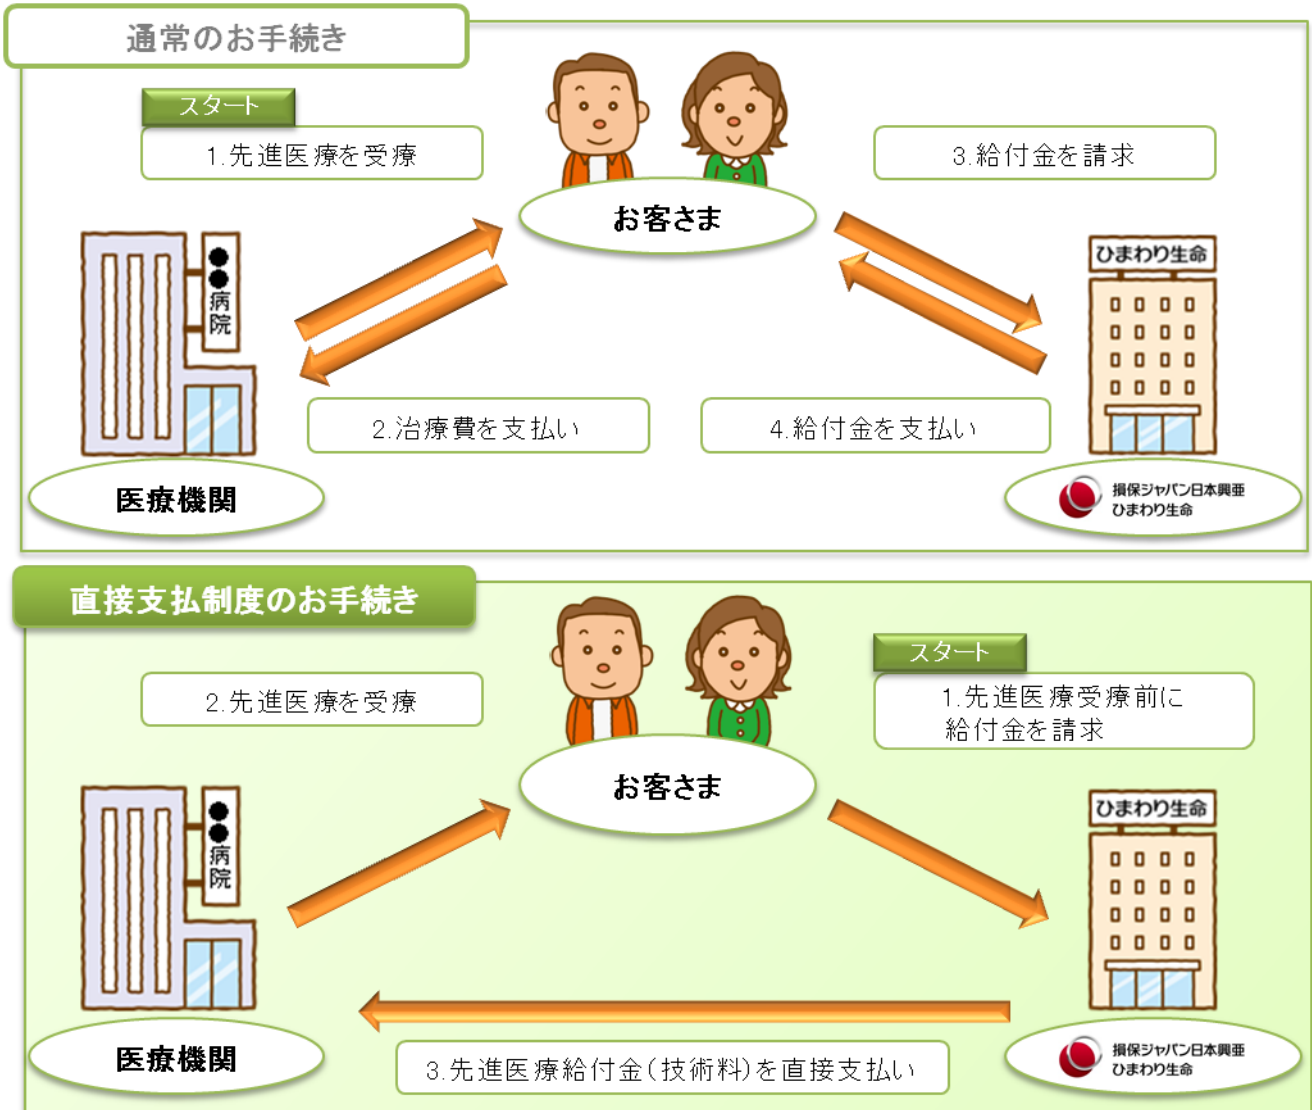 通常のお手続き
スタート
1.先進医療を受療
3.給付金を請求
お客さま
●●病院
ひまわり生命
2.治療費を支払い
4.給付金を支払い
医療機関
損保ジャパン日本興亜
ひまわり生命
直接支払制度のお手続き
スタート
2.先進医療を受療
1.先進医療受療前に
給付金を請求
お客さま
●●病院
ひまわり生命
医療機関
3.先進医療給付金(技術料)を直接支払い
損保ジャパン日本興亜
ひまわり生命